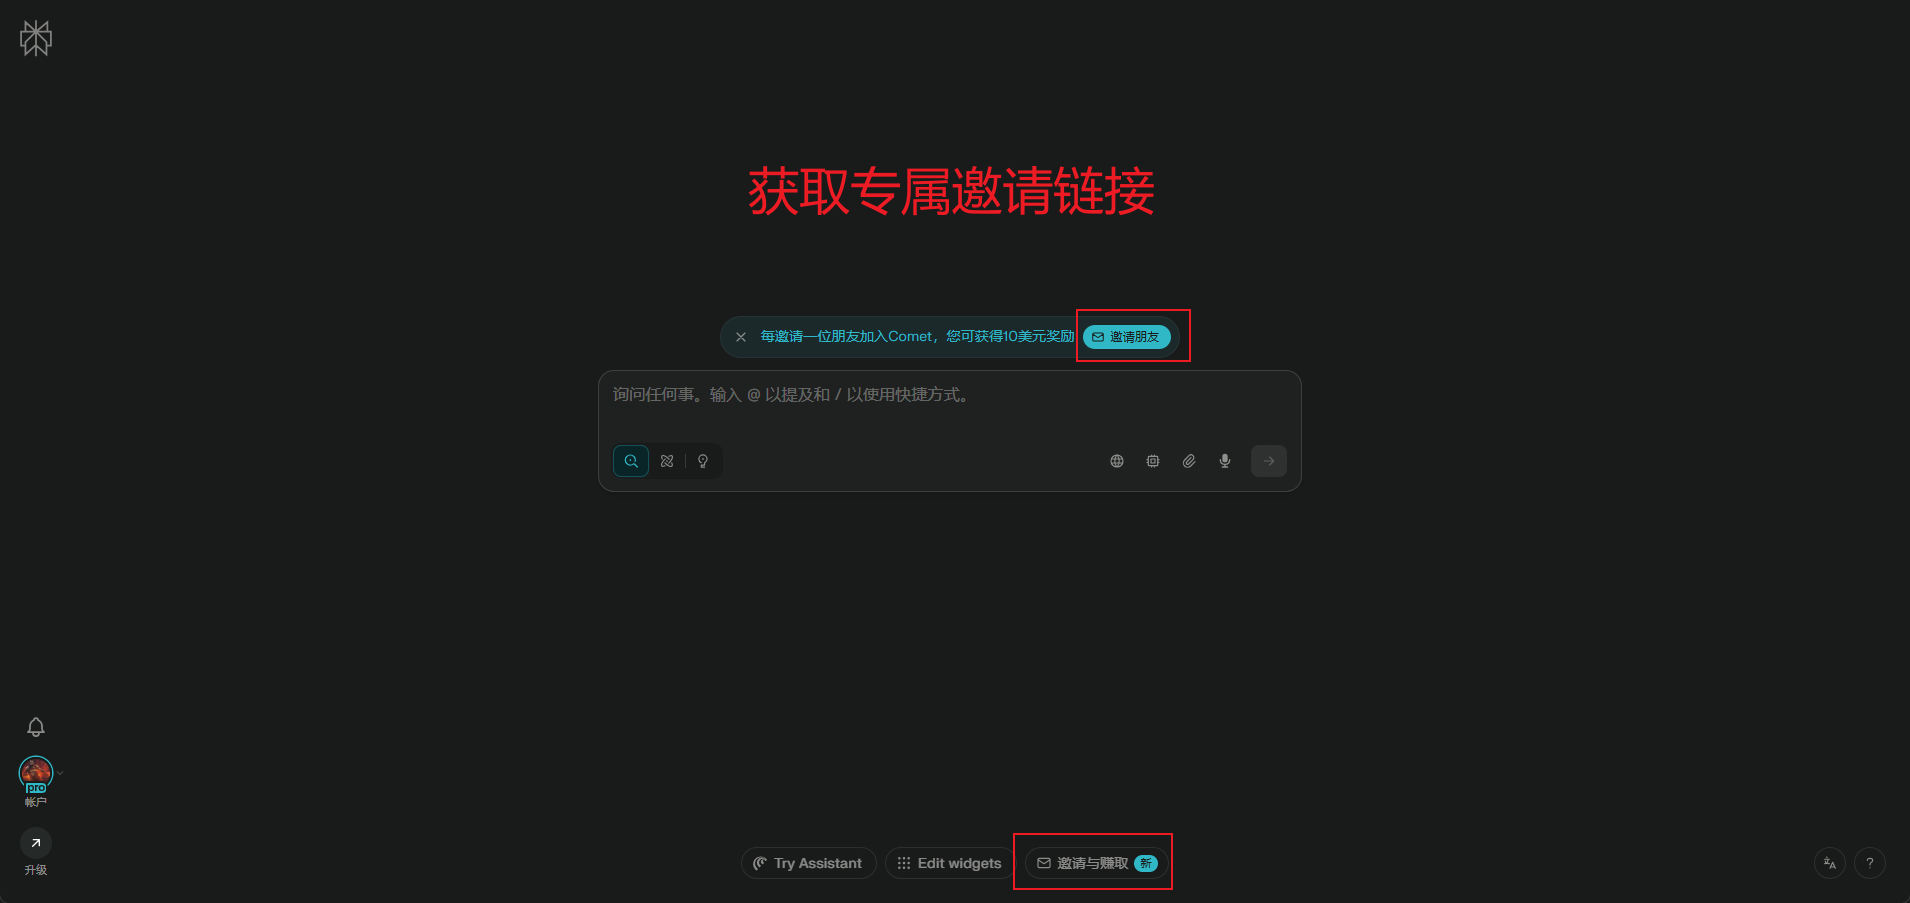 获取专属邀请链接
每邀请一位朋友加入Comet，您可获得10美元奖励
邀请朋友
询问任何事。输入 @ 以提及和 / 以使用快捷方式。
pro
帐户
升级
Try Assistant
Edit widgets
邀请与赚取 新
?